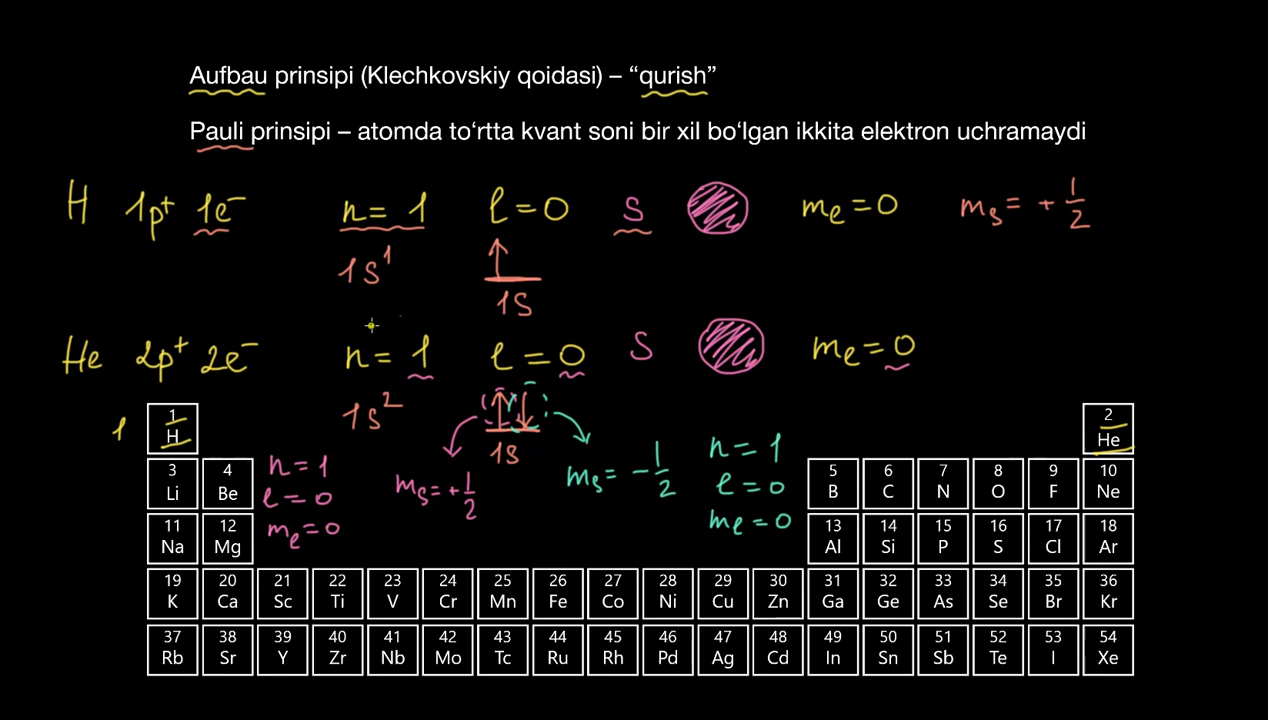 Aufbau prinsipi (Klechkovskiy qoidasi) – “qurish”
Pauli prinsipi – atomda to‘rtta kvant soni bir xil bo‘lgan ikkita elektron uchramaydi
H 1p⁺ 1e⁻ n = 1 l = 0 S mₑ = 0 mₛ = + 1/2
1S¹
1S
He 2p⁺ 2e⁻ n = 1 l = 0 S mₑ = 0
1S²
1S
n = 1
l = 0
mₑ = 0
mₛ = + 1/2
mₛ = – 1/2
n = 1
l = 0
mₗ = 0
1
1 2
H He
3 4 5 6 7 8 9 10
Li Be B C N O F Ne
11 12 13 14 15 16 17 18
Na Mg Al Si P S Cl Ar
19 20 21 22 23 24 25 26 27 28 29 30 31 32 33 34 35 36
K Ca Sc Ti V Cr Mn Fe Co Ni Cu Zn Ga Ge As Se Br Kr
37 38 39 40 41 42 43 44 45 46 47 48 49 50 51 52 53 54
Rb Sr Y Zr Nb Mo Tc Ru Rh Pd Ag Cd In Sn Sb Te I Xe